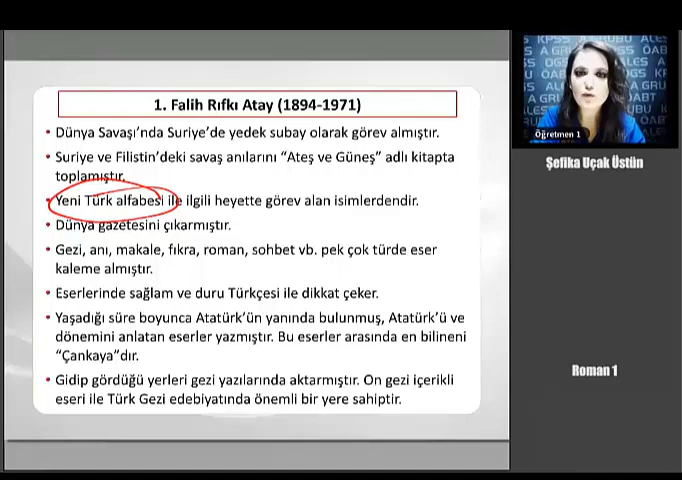 1. Falih Rıfkı Atay (1894-1971)
• Dünya Savaşı’nda Suriye’de yedek subay olarak görev almıştır.
• Suriye ve Filistin’deki savaş anılarını “Ateş ve Güneş” adlı kitapta
toplamıştır.
• Yeni Türk alfabesi ile ilgili heyette görev alan isimlerdendir.
• Dünya gazetesini çıkarmıştır.
• Gezi, anı, makale, fıkra, roman, sohbet vb. pek çok türde eser
kaleme almıştır.
• Eserlerinde sağlam ve duru Türkçesi ile dikkat çeker.
• Yaşadığı süre boyunca Atatürk’ün yanında bulunmuş, Atatürk’ü ve
dönemini anlatan eserler yazmıştır. Bu eserler arasında en bilineni
“Çankaya”dır.
• Gidip gördüğü yerleri gezi yazılarında aktarmıştır. On gezi içerikli
eseri ile Türk Gezi edebiyatında önemli bir yere sahiptir.
KPSS
ALES
Öğretmen 1
Şefika Uçak Üstün
Roman 1